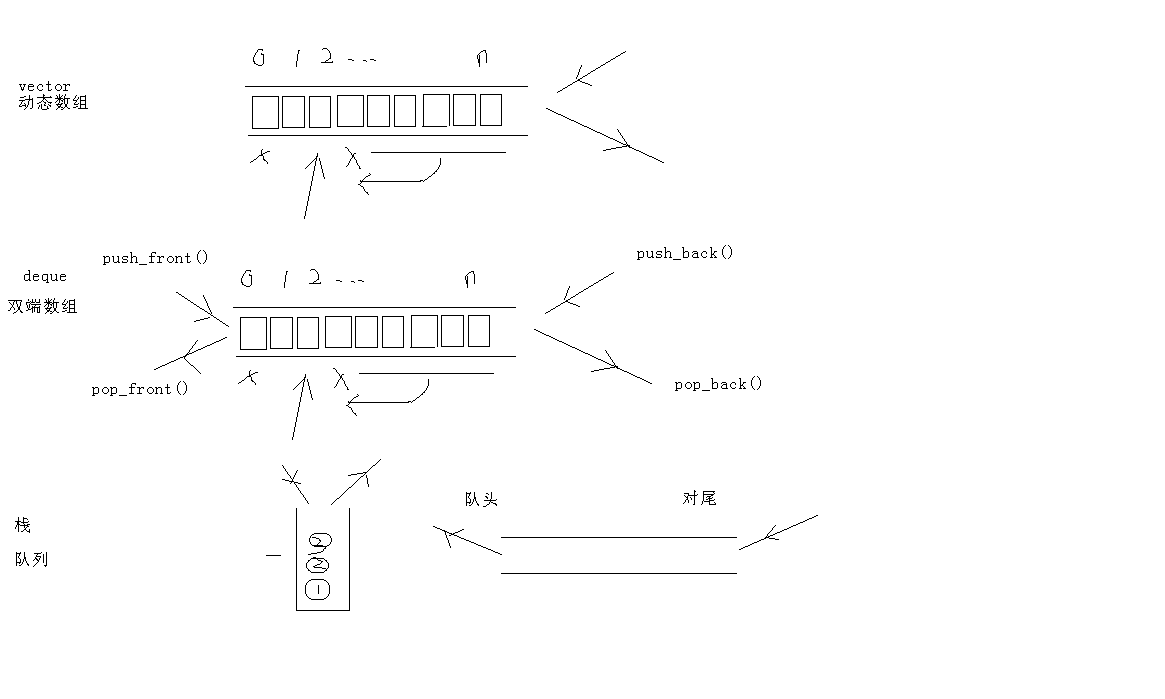 0 1 2 ... n
vector
动态数组
x x
push_front()
push_back()
deque
0 1 2 ... n
双端数组
pop_front()
x x
pop_back()
队头 对尾
栈
队列
3
2
1